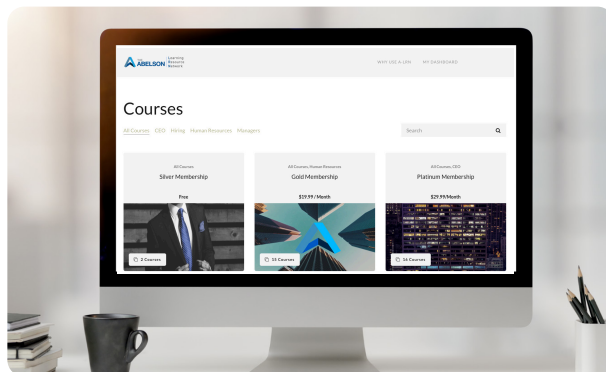 THE
ABELSON
Learning
Resource
Network
WHY USE A LRN MY DASHBOARD
Courses
All Courses CEO Hiring Human Resources Managers
Search
All Courses
Silver Membership
Free
2 Courses
All Courses, Human Resources
Gold Membership
$19.99 / Month
15 Courses
All Courses, CEO
Platinum Membership
$29.99/Month
16 Courses